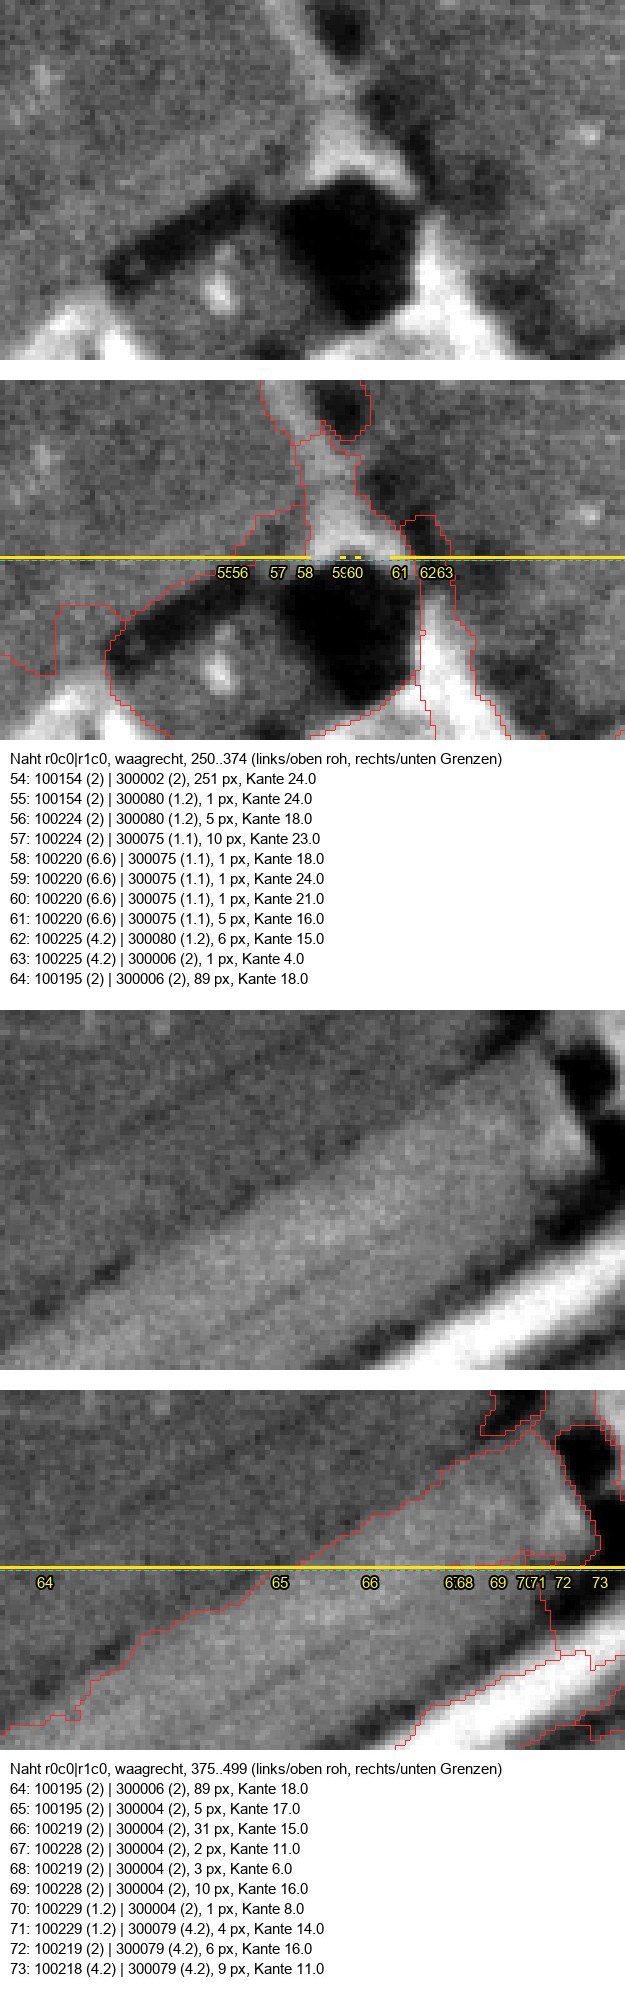 5556 57 58 5960 61 6263
Naht r0c0|r1c0, waagrecht, 250..374 (links/oben roh, rechts/unten Grenzen)
54: 100154 (2) | 300002 (2), 251 px, Kante 24.0
55: 100154 (2) | 300080 (1.2), 1 px, Kante 24.0
56: 100224 (2) | 300080 (1.2), 5 px, Kante 18.0
57: 100224 (2) | 300075 (1.1), 10 px, Kante 23.0
58: 100220 (6.6) | 300075 (1.1), 1 px, Kante 18.0
59: 100220 (6.6) | 300075 (1.1), 1 px, Kante 24.0
60: 100220 (6.6) | 300075 (1.1), 1 px, Kante 21.0
61: 100220 (6.6) | 300075 (1.1), 5 px, Kante 16.0
62: 100225 (4.2) | 300080 (1.2), 6 px, Kante 15.0
63: 100225 (4.2) | 300006 (2), 1 px, Kante 4.0
64: 100195 (2) | 300006 (2), 89 px, Kante 18.0
64 65 66 6768 69 7071 72 73
Naht r0c0|r1c0, waagrecht, 375..499 (links/oben roh, rechts/unten Grenzen)
64: 100195 (2) | 300006 (2), 89 px, Kante 18.0
65: 100195 (2) | 300004 (2), 5 px, Kante 17.0
66: 100219 (2) | 300004 (2), 31 px, Kante 15.0
67: 100228 (2) | 300004 (2), 2 px, Kante 11.0
68: 100219 (2) | 300004 (2), 3 px, Kante 6.0
69: 100228 (2) | 300004 (2), 10 px, Kante 16.0
70: 100229 (1.2) | 300004 (2), 1 px, Kante 8.0
71: 100229 (1.2) | 300079 (4.2), 4 px, Kante 14.0
72: 100219 (2) | 300079 (4.2), 6 px, Kante 16.0
73: 100218 (4.2) | 300079 (4.2), 9 px, Kante 11.0